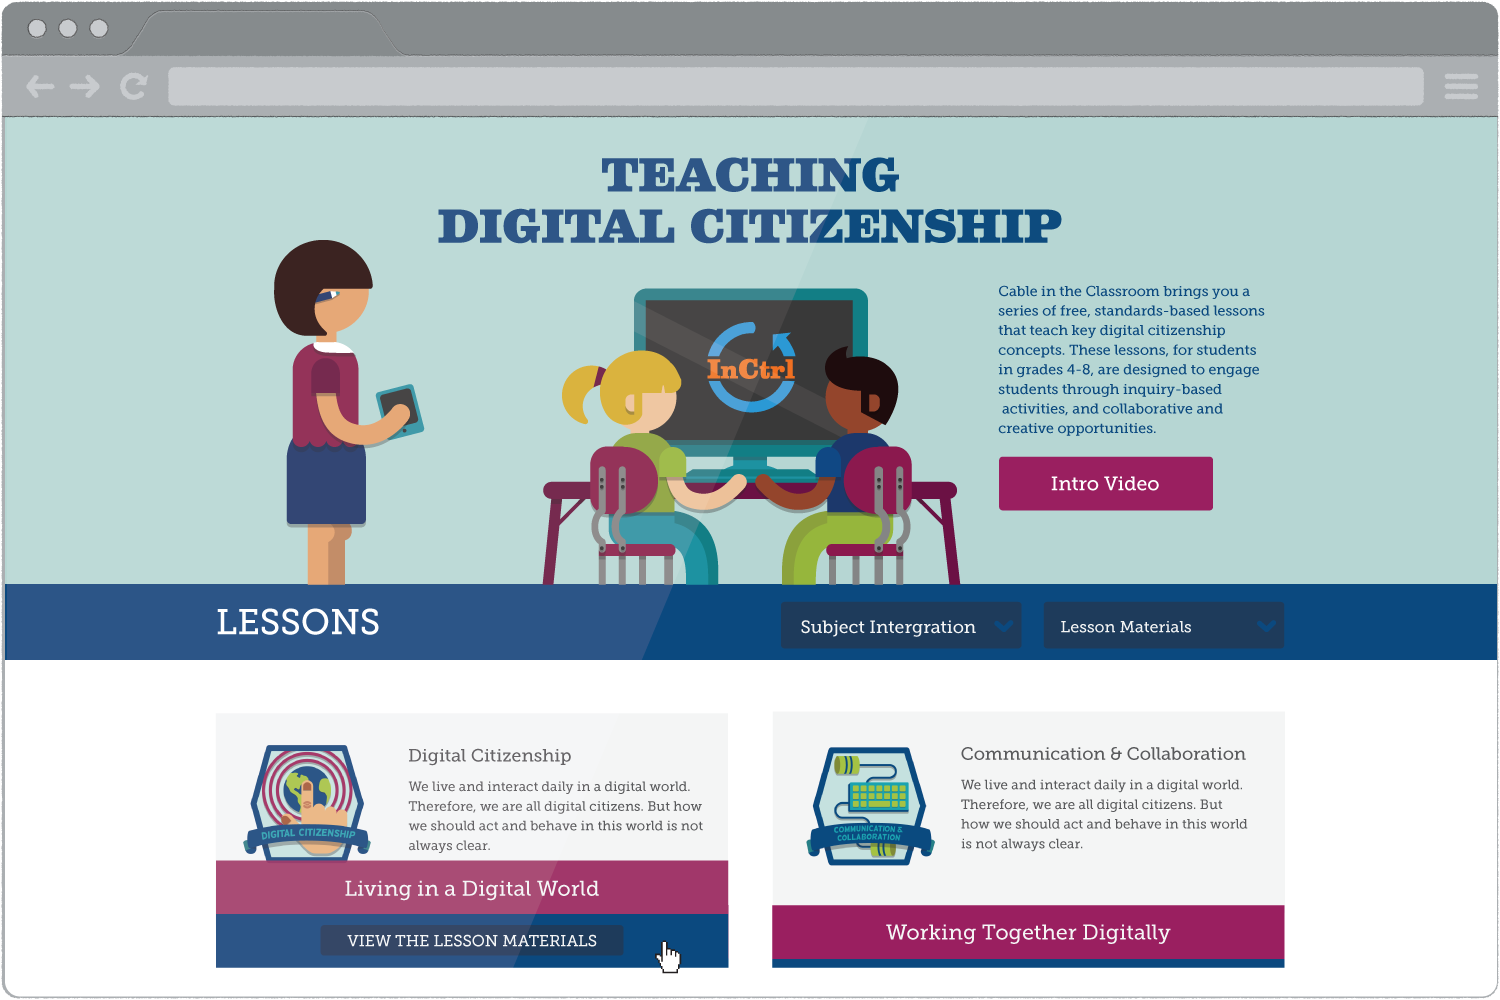 TEACHING
DIGITAL CITIZENSHIP
Cable in the Classroom brings you a
series of free, standards-based lessons
that teach key digital citizenship
concepts. These lessons, for students
in grades 4-8, are designed to engage
students through inquiry-based
activities, and collaborative and
creative opportunities.
InCtrl
Intro Video
LESSONS
Subject Intergration
Lesson Materials
Digital Citizenship
We live and interact daily in a digital world.
Therefore, we are all digital citizens. But how
we should act and behave in this world is not
always clear.
DIGITAL CITIZENSHIP
Living in a Digital World
VIEW THE LESSON MATERIALS
Communication & Collaboration
We live and interact daily in a digital world.
Therefore, we are all digital citizens. But
how we should act and behave in this world
is not always clear.
COMMUNICATION &
COLLABORATION
Working Together Digitally